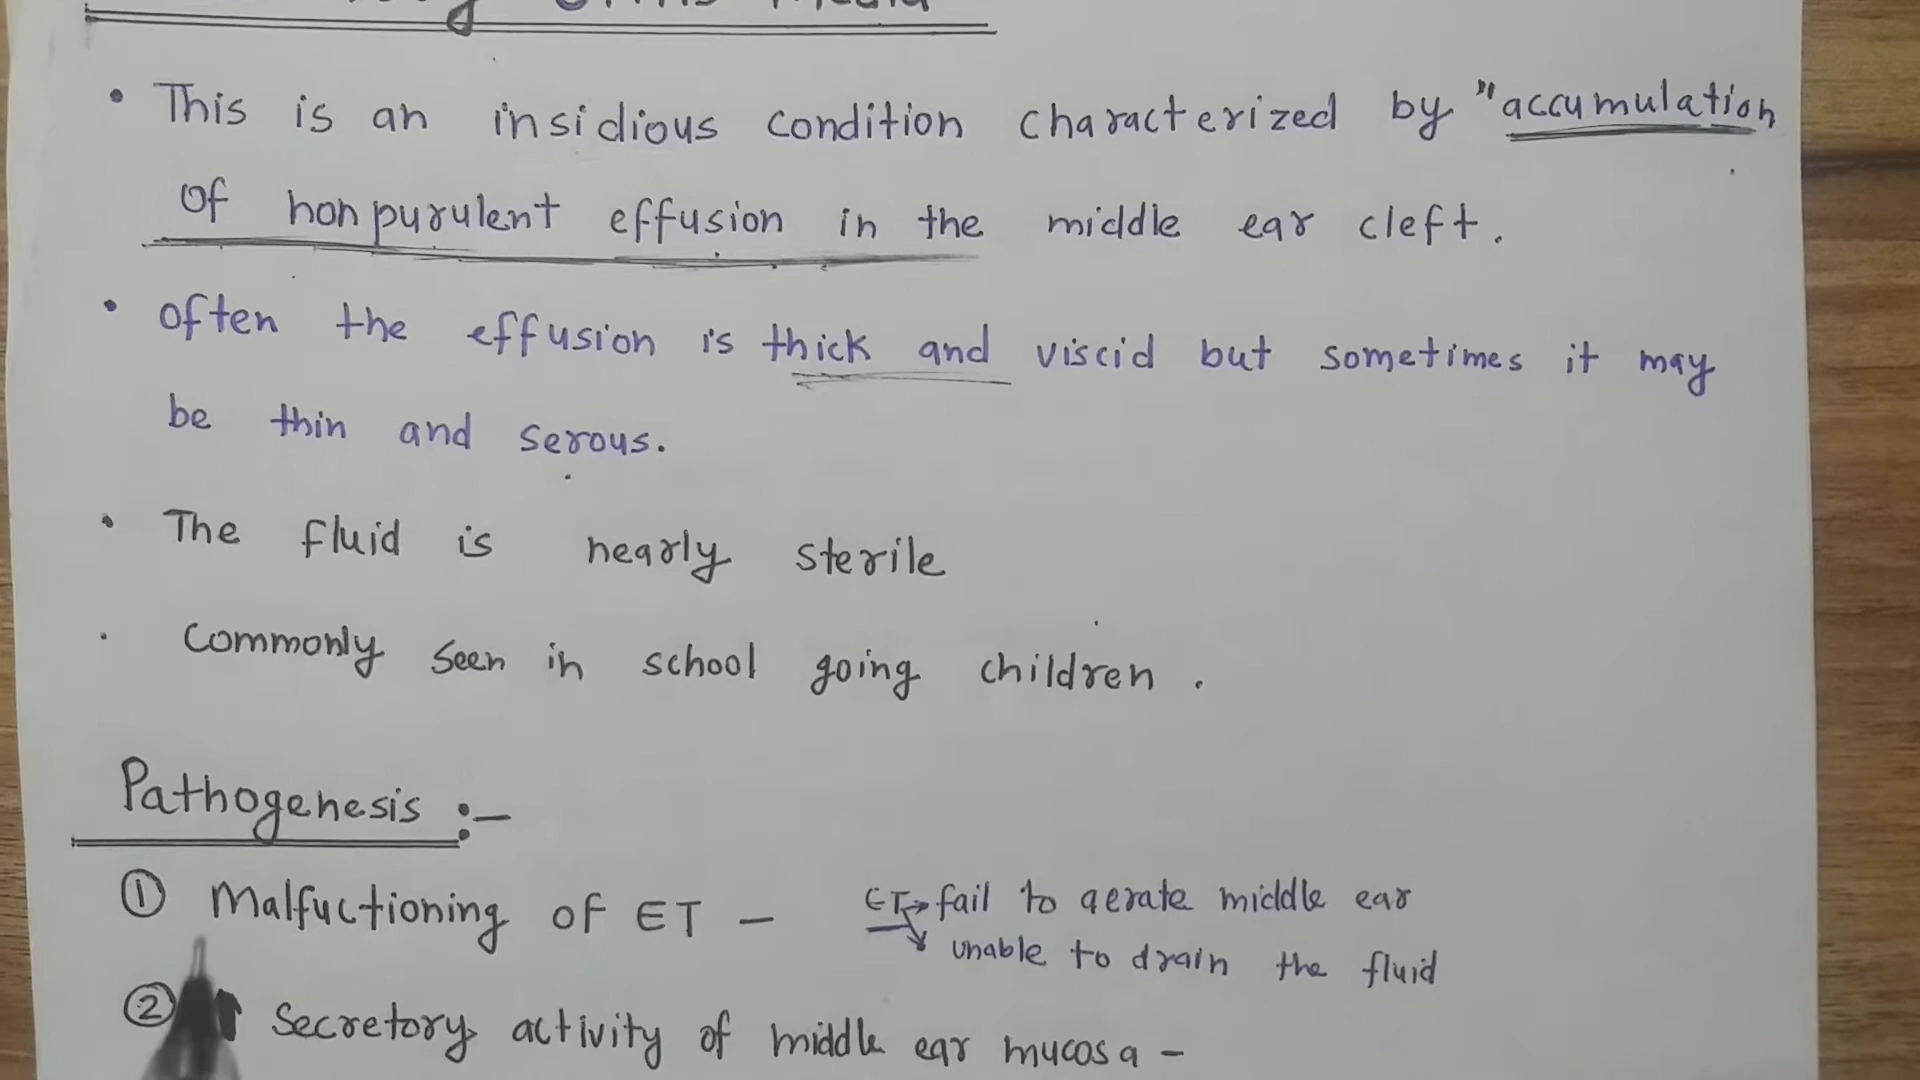 Otitis Media
• This is an insidious condition characterized by "accumulation
of nonpurulent effusion in the middle ear cleft.
• often the effusion is thick and viscid but sometimes it may
be thin and serous.
• The fluid is nearly sterile
• Commonly seen in school going children.
Pathogenesis :-
① Malfuctioning of ET - ET → fail to aerate middle ear
↘ unable to drain the fluid
② ↑ Secretory activity of middle ear mucosa -